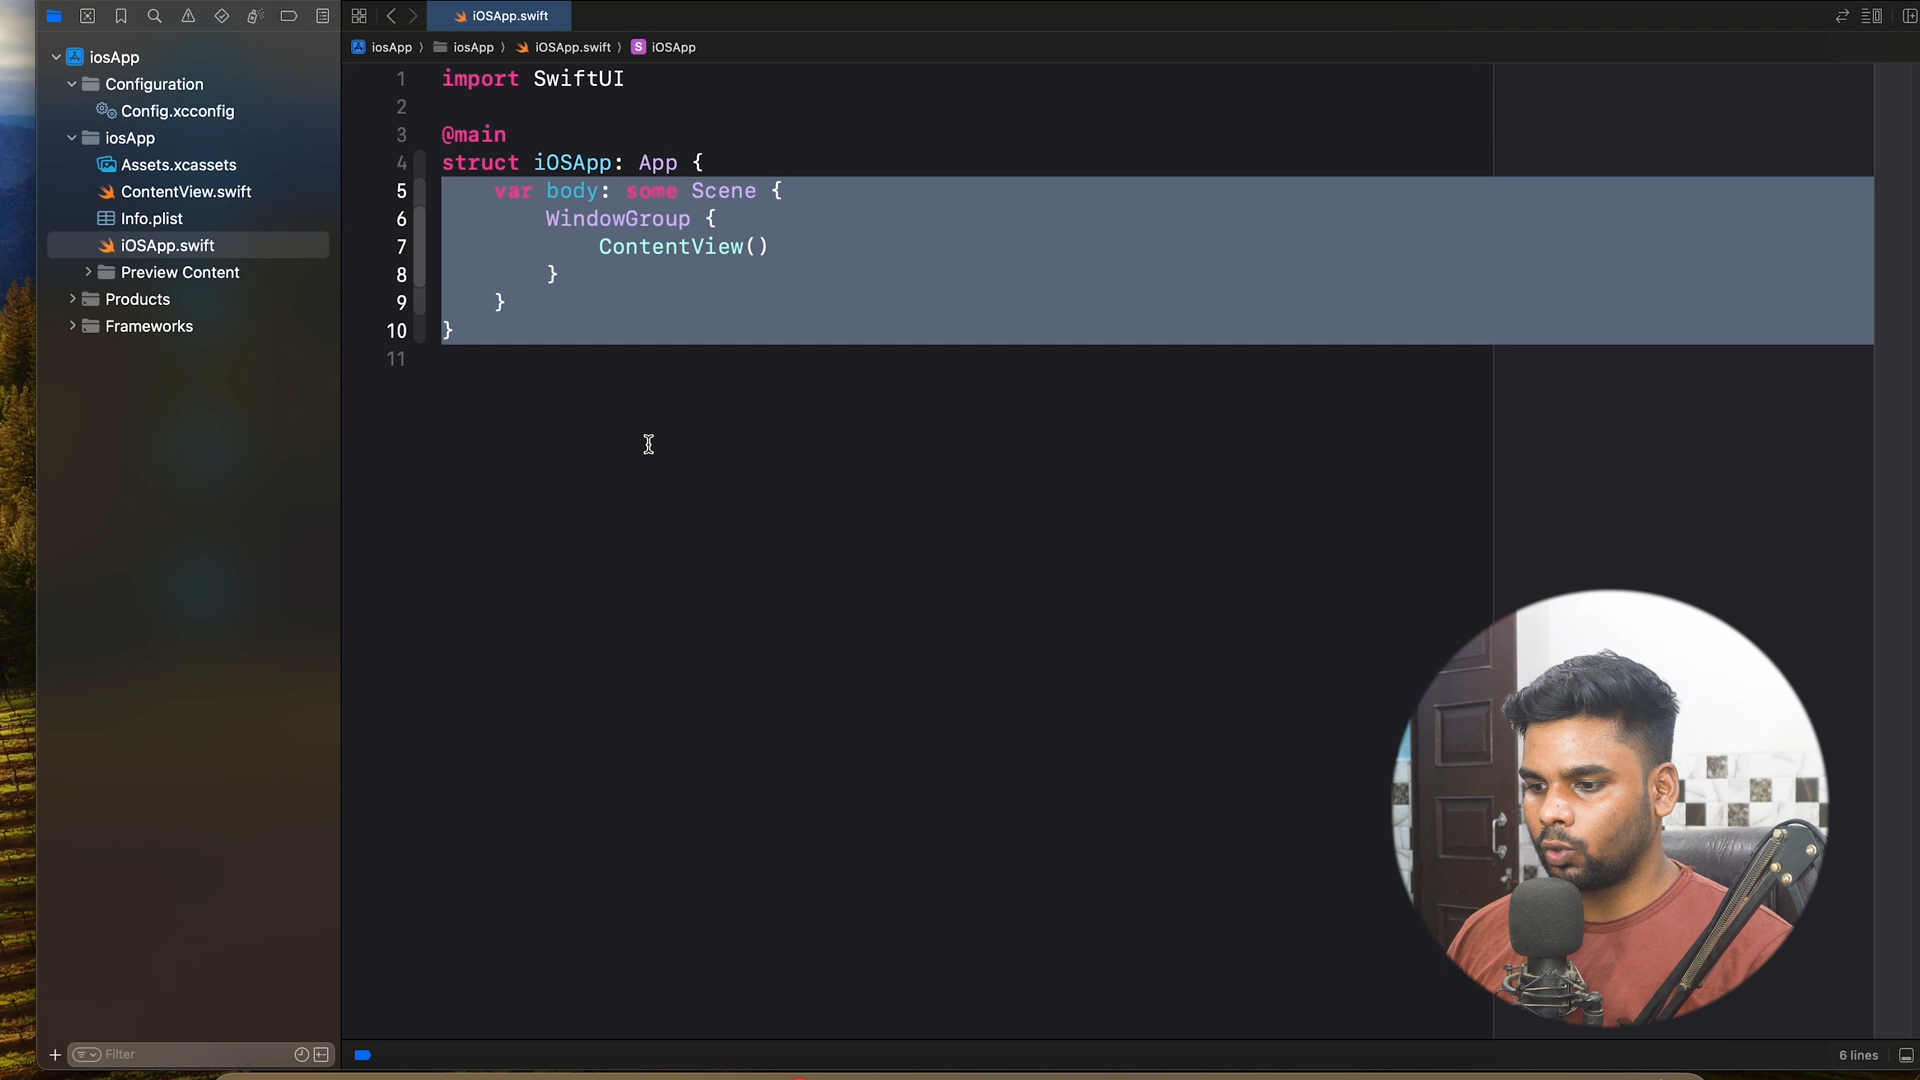 iOSApp.swift
iosApp
iosApp
iOSApp.swift
S
iOSApp
iosApp
Configuration
Config.xcconfig
iosApp
Assets.xcassets
ContentView.swift
Info.plist
iOSApp.swift
Preview Content
Products
Frameworks
1 import SwiftUI
2
3 @main
4 struct iOSApp: App {
5 var body: some Scene {
6 WindowGroup {
7 ContentView()
8 }
9 }
10 }
11
Filter
6 lines